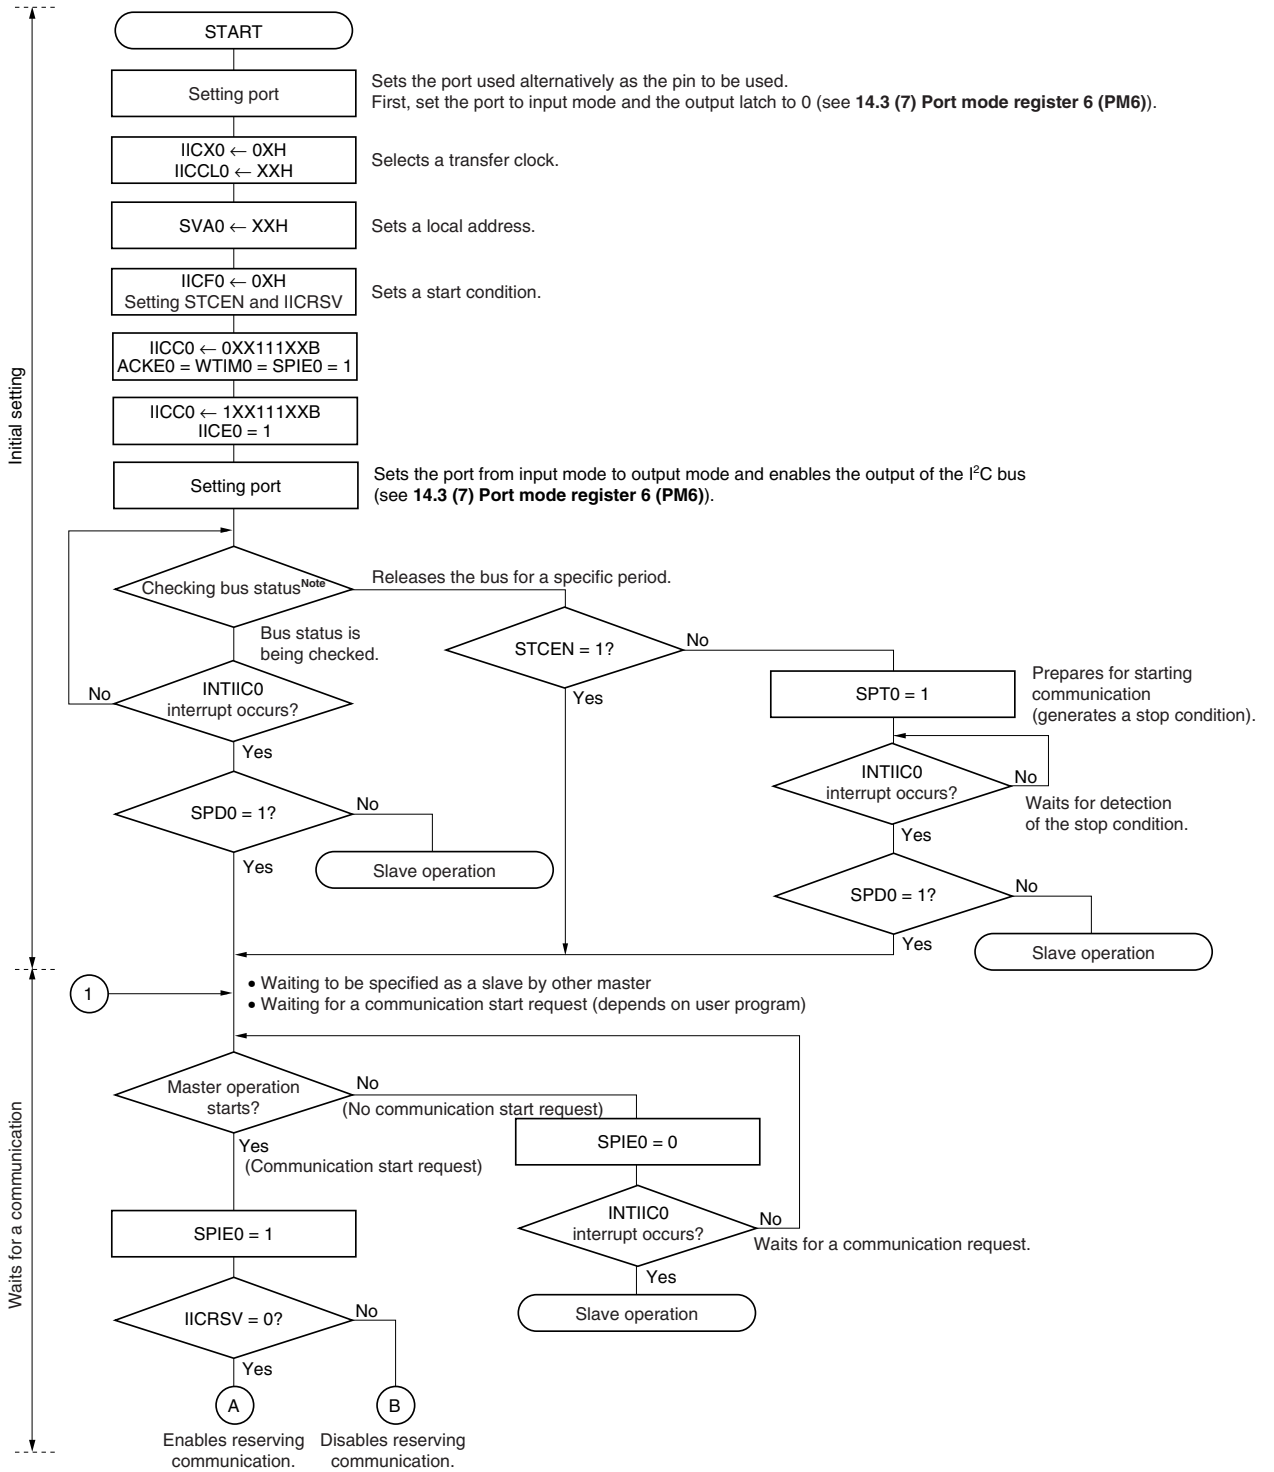 START
Setting port
Sets the port used alternatively as the pin to be used.
First, set the port to input mode and the output latch to 0 (see 14.3 (7) Port mode register 6 (PM6)).
IICX0 ← 0XH
IICCL0 ← XXH
Selects a transfer clock.
SVA0 ← XXH
Sets a local address.
IICF0 ← 0XH
Setting STCEN and IICRSV
Sets a start condition.
IICC0 ← 0XX111XXB
ACKE0 = WTIM0 = SPIE0 = 1
IICC0 ← 1XX111XXB
IICE0 = 1
Initial setting
Setting port
Sets the port from input mode to output mode and enables the output of the I²C bus
(see 14.3 (7) Port mode register 6 (PM6)).
Checking bus status Note
Releases the bus for a specific period.
Bus status is
being checked.
STCEN = 1?
No
Yes
SPT0 = 1
Prepares for starting
communication
(generates a stop condition).
No
INTIIC0
interrupt occurs?
Yes
INTIIC0
interrupt occurs?
No
Waits for detection
of the stop condition.
Yes
SPD0 = 1?
No
Yes
Slave operation
SPD0 = 1?
No
Yes
Slave operation
1
• Waiting to be specified as a slave by other master
• Waiting for a communication start request (depends on user program)
Waits for a communication
Master operation
starts?
No
(No communication start request)
Yes
(Communication start request)
SPIE0 = 0
INTIIC0
interrupt occurs?
No
Waits for a communication request.
Yes
Slave operation
SPIE0 = 1
IICRSV = 0?
No
Yes
A
B
Enables reserving
communication.
Disables reserving
communication.